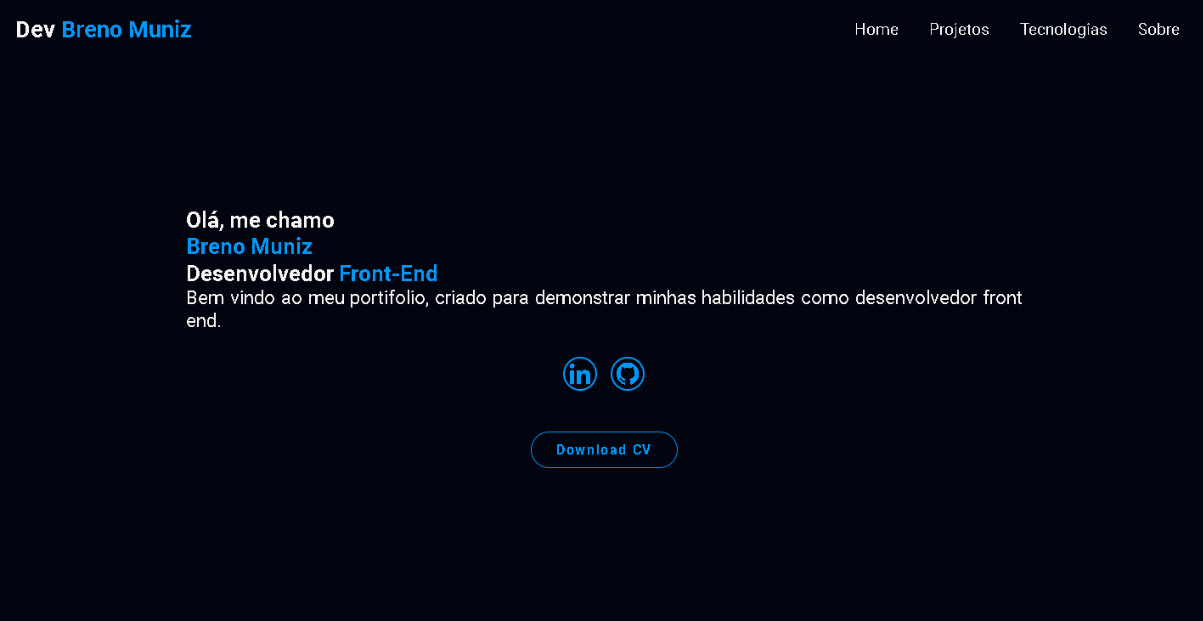 Dev Breno Muniz
Home Projetos Tecnologias Sobre
Olá, me chamo
Breno Muniz
Desenvolvedor Front-End
Bem vindo ao meu portifolio, criado para demonstrar minhas habilidades como desenvolvedor front
end.
in
Download CV